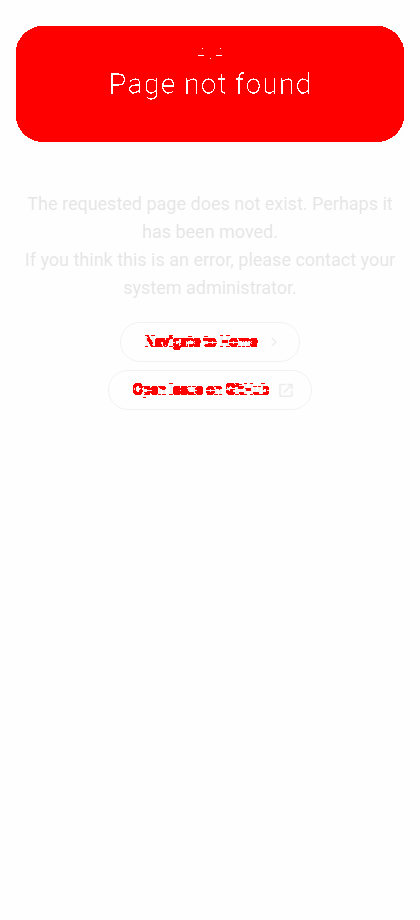 Page not found
The requested page does not exist. Perhaps it
has been moved.
If you think this is an error, please contact your
system administrator.
Navigate to Home
Open Issue on GitHub